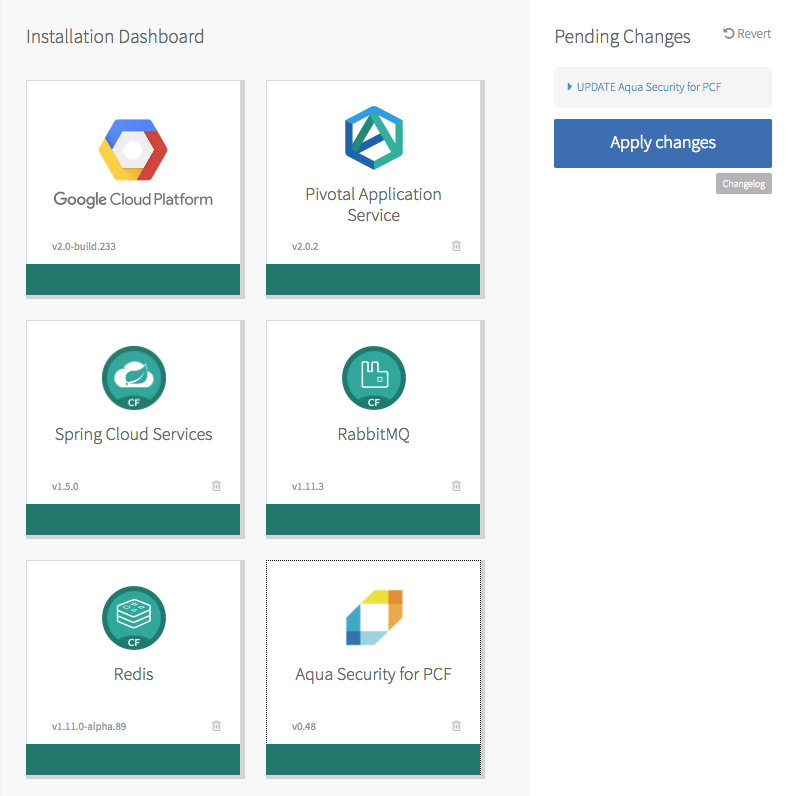 Installation Dashboard
Google Cloud Platform
v2.0-build.233
Pivotal Application
Service
v2.0.2
CF
Spring Cloud Services
v1.5.0
CF
RabbitMQ
v1.11.3
CF
Redis
v1.11.0-alpha.89
Aqua Security for PCF
v0.48
Pending Changes
Revert
UPDATE Aqua Security for PCF
Apply changes
Changelog